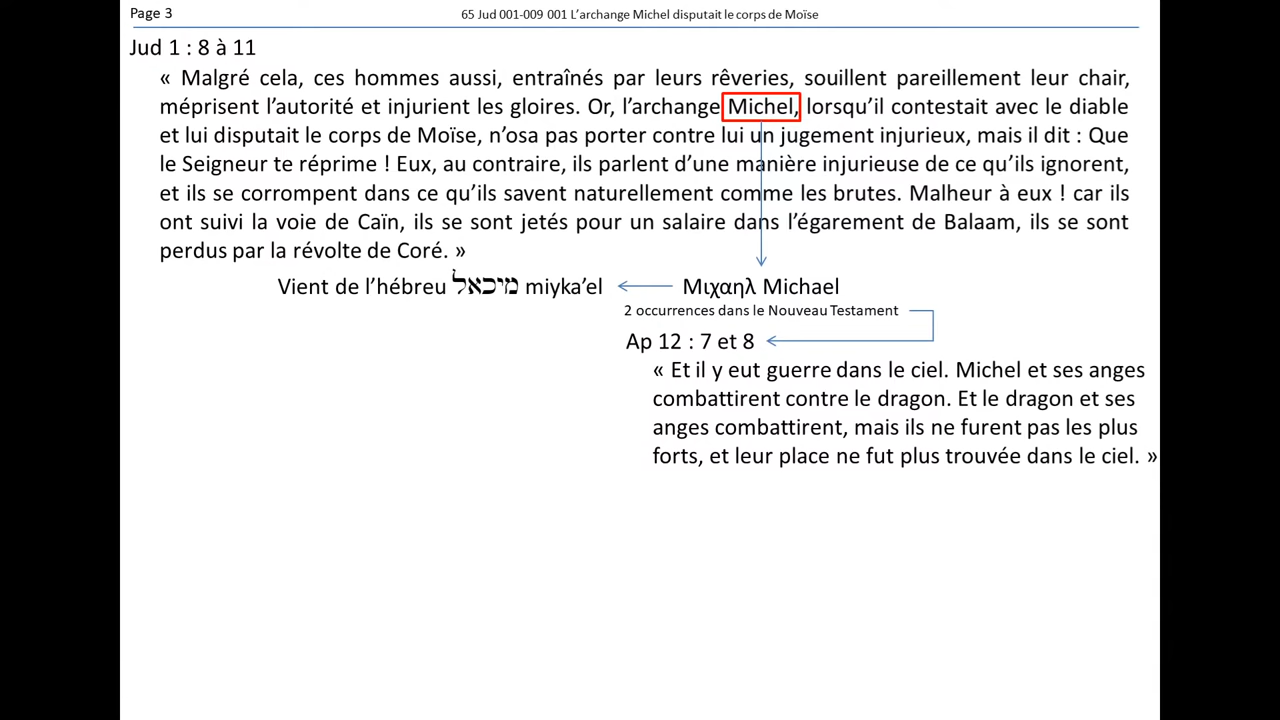 Page 3
65 Jud 001-009 001 L’archange Michel disputait le corps de Moïse
Jud 1 : 8 à 11
« Malgré cela, ces hommes aussi, entraînés par leurs rêveries, souillent pareillement leur chair,
méprisent l’autorité et injurient les gloires. Or, l’archange Michel, lorsqu’il contestait avec le diable
et lui disputait le corps de Moïse, n’osa pas porter contre lui un jugement injurieux, mais il dit : Que
le Seigneur te réprime ! Eux, au contraire, ils parlent d’une manière injurieuse de ce qu’ils ignorent,
et ils se corrompent dans ce qu’ils savent naturellement comme les brutes. Malheur à eux ! car ils
ont suivi la voie de Caïn, ils se sont jetés pour un salaire dans l’égarement de Balaam, ils se sont
perdus par la révolte de Coré. »
Vient de l’hébreu מיכאל miyka’el
Μιχαηλ Michael
2 occurrences dans le Nouveau Testament
Ap 12 : 7 et 8
« Et il y eut guerre dans le ciel. Michel et ses anges
combattirent contre le dragon. Et le dragon et ses
anges combattirent, mais ils ne furent pas les plus
forts, et leur place ne fut plus trouvée dans le ciel. »